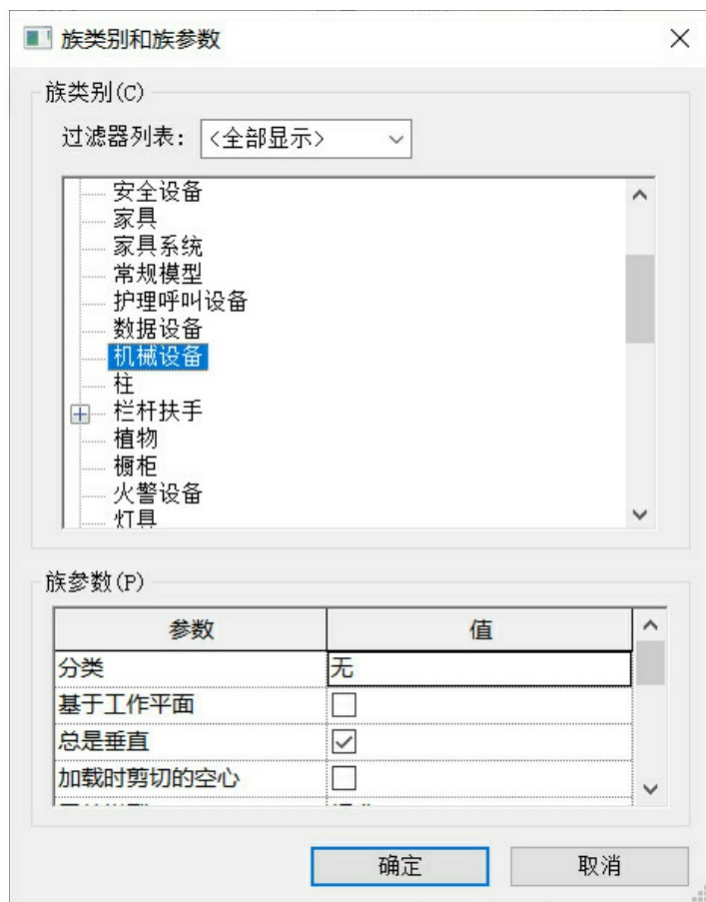 族类别和族参数
族类别(C)
过滤器列表: <全部显示>
安全设备
家具
家具系统
常规模型
护理呼叫设备
数据设备
机械设备
柱
栏杆扶手
植物
橱柜
火警设备
灯具
族参数(P)
参数 值
分类 无
基于工作平面
总是垂直
加载时剪切的空心
确定 取消